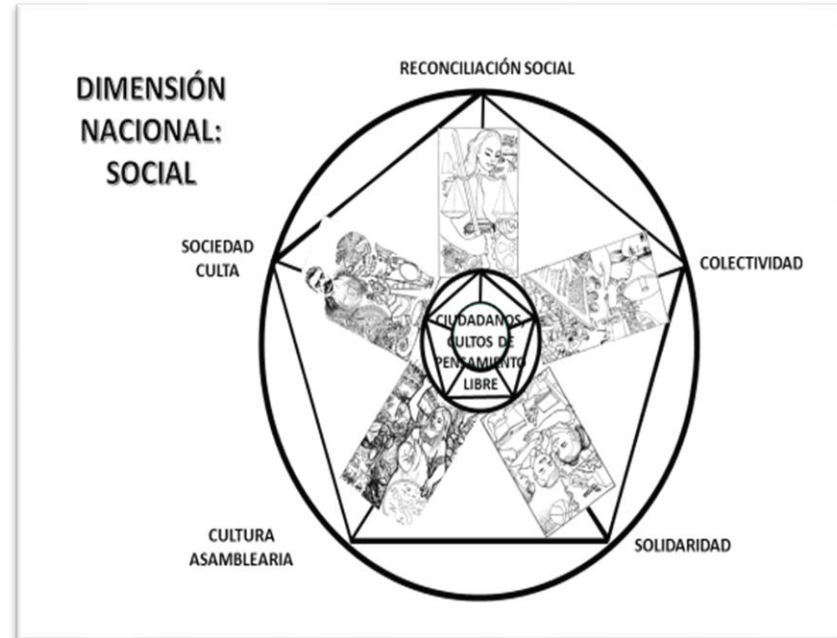 DIMENSIÓN
NACIONAL:
SOCIAL
RECONCILIACIÓN SOCIAL
SOCIEDAD
CULTA
COLECTIVIDAD
CIUDADANOS,
CULTOS DE
PENSAMIENTO
LIBRE
CULTURA
ASAMBLEARIA
SOLIDARIDAD